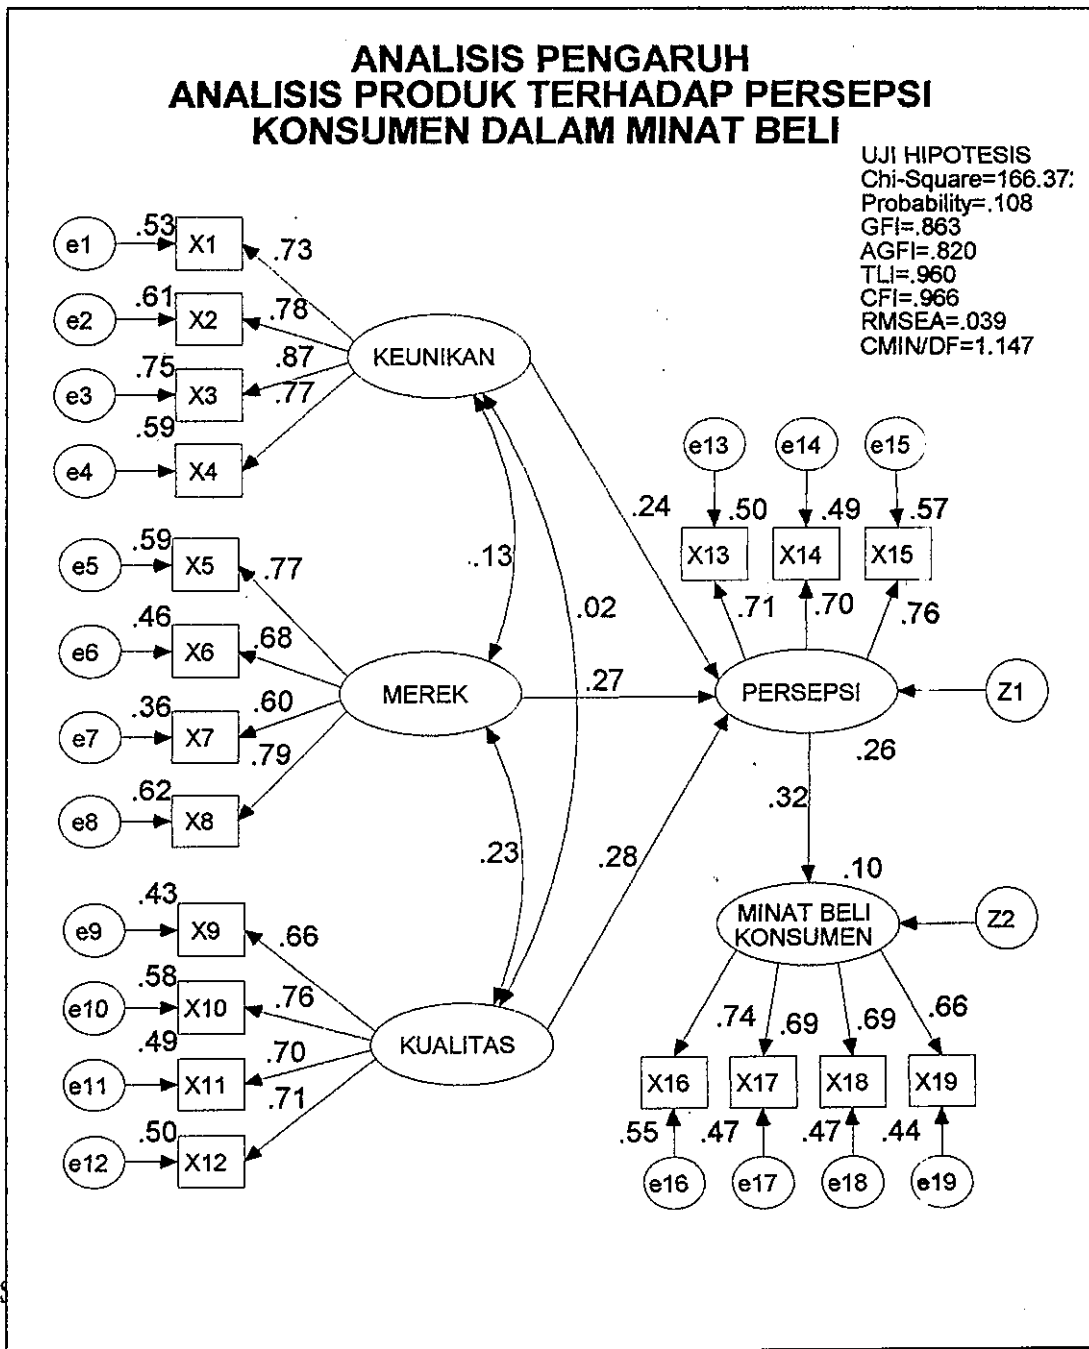 ANALISIS PENGARUH
ANALISIS PRODUK TERHADAP PERSEPSI
KONSUMEN DALAM MINAT BELI
UJI HIPOTESIS
Chi-Square=166.37
Probability=.108
GFI=.863
AGFI=.820
TLI=.960
CFI=.966
RMSEA=.039
CMIN/DF=1.147
e1 .53 X1 .73
e2 .61 X2 .78
e3 .75 X3 .87
e4 .59 X4 .77
KEUNIKAN
e5 .59 X5 .77
e6 .46 X6 .68
e7 .36 X7 .60
e8 .62 X8 .79
MEREK
e9 .43 X9 .66
e10 .58 X10 .76
e11 .49 X11 .70
e12 .50 X12 .71
KUALITAS
.13
.02
.23
.24
.27
.28
e13 e14 e15
.50 .49 .57
X13 X14 X15
.71 .70 .76
PERSEPSI
Z1
.26
.32
.10
MINAT BELI
KONSUMEN
Z2
.74 .69 .69 .66
X16 X17 X18 X19
.55 .47 .47 .44
e16 e17 e18 e19